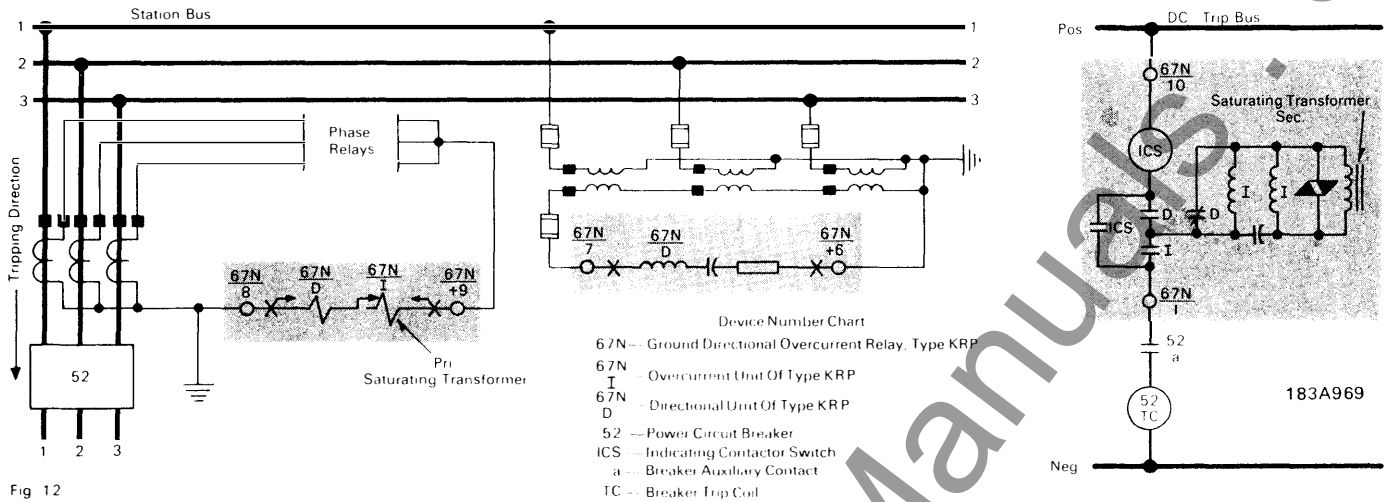 Station Bus
1
1
2
2
3
3
Phase
Relays
Tripping Direction
67N
8
67N
D
67N
I
67N
+9
Pri
Saturating Transformer
52
1 2 3
67N
7
67N
D
67N
+6
Device Number Chart
67N -- Ground Directional Overcurrent Relay, Type KRP
67N
I
-- Overcurrent Unit Of Type KRP
67N
D
-- Directional Unit Of Type KRP
52 -- Power Circuit Breaker
ICS -- Indicating Contactor Switch
a -- Breaker Auxiliary Contact
TC -- Breaker Trip Coil
DC Trip Bus
Pos
67N
10
Saturating Transformer
Sec.
ICS
ICS
D
D
I
I
I
67N
1
52
a
52
TC
Neg
183A969
Fig 12
Manuals.